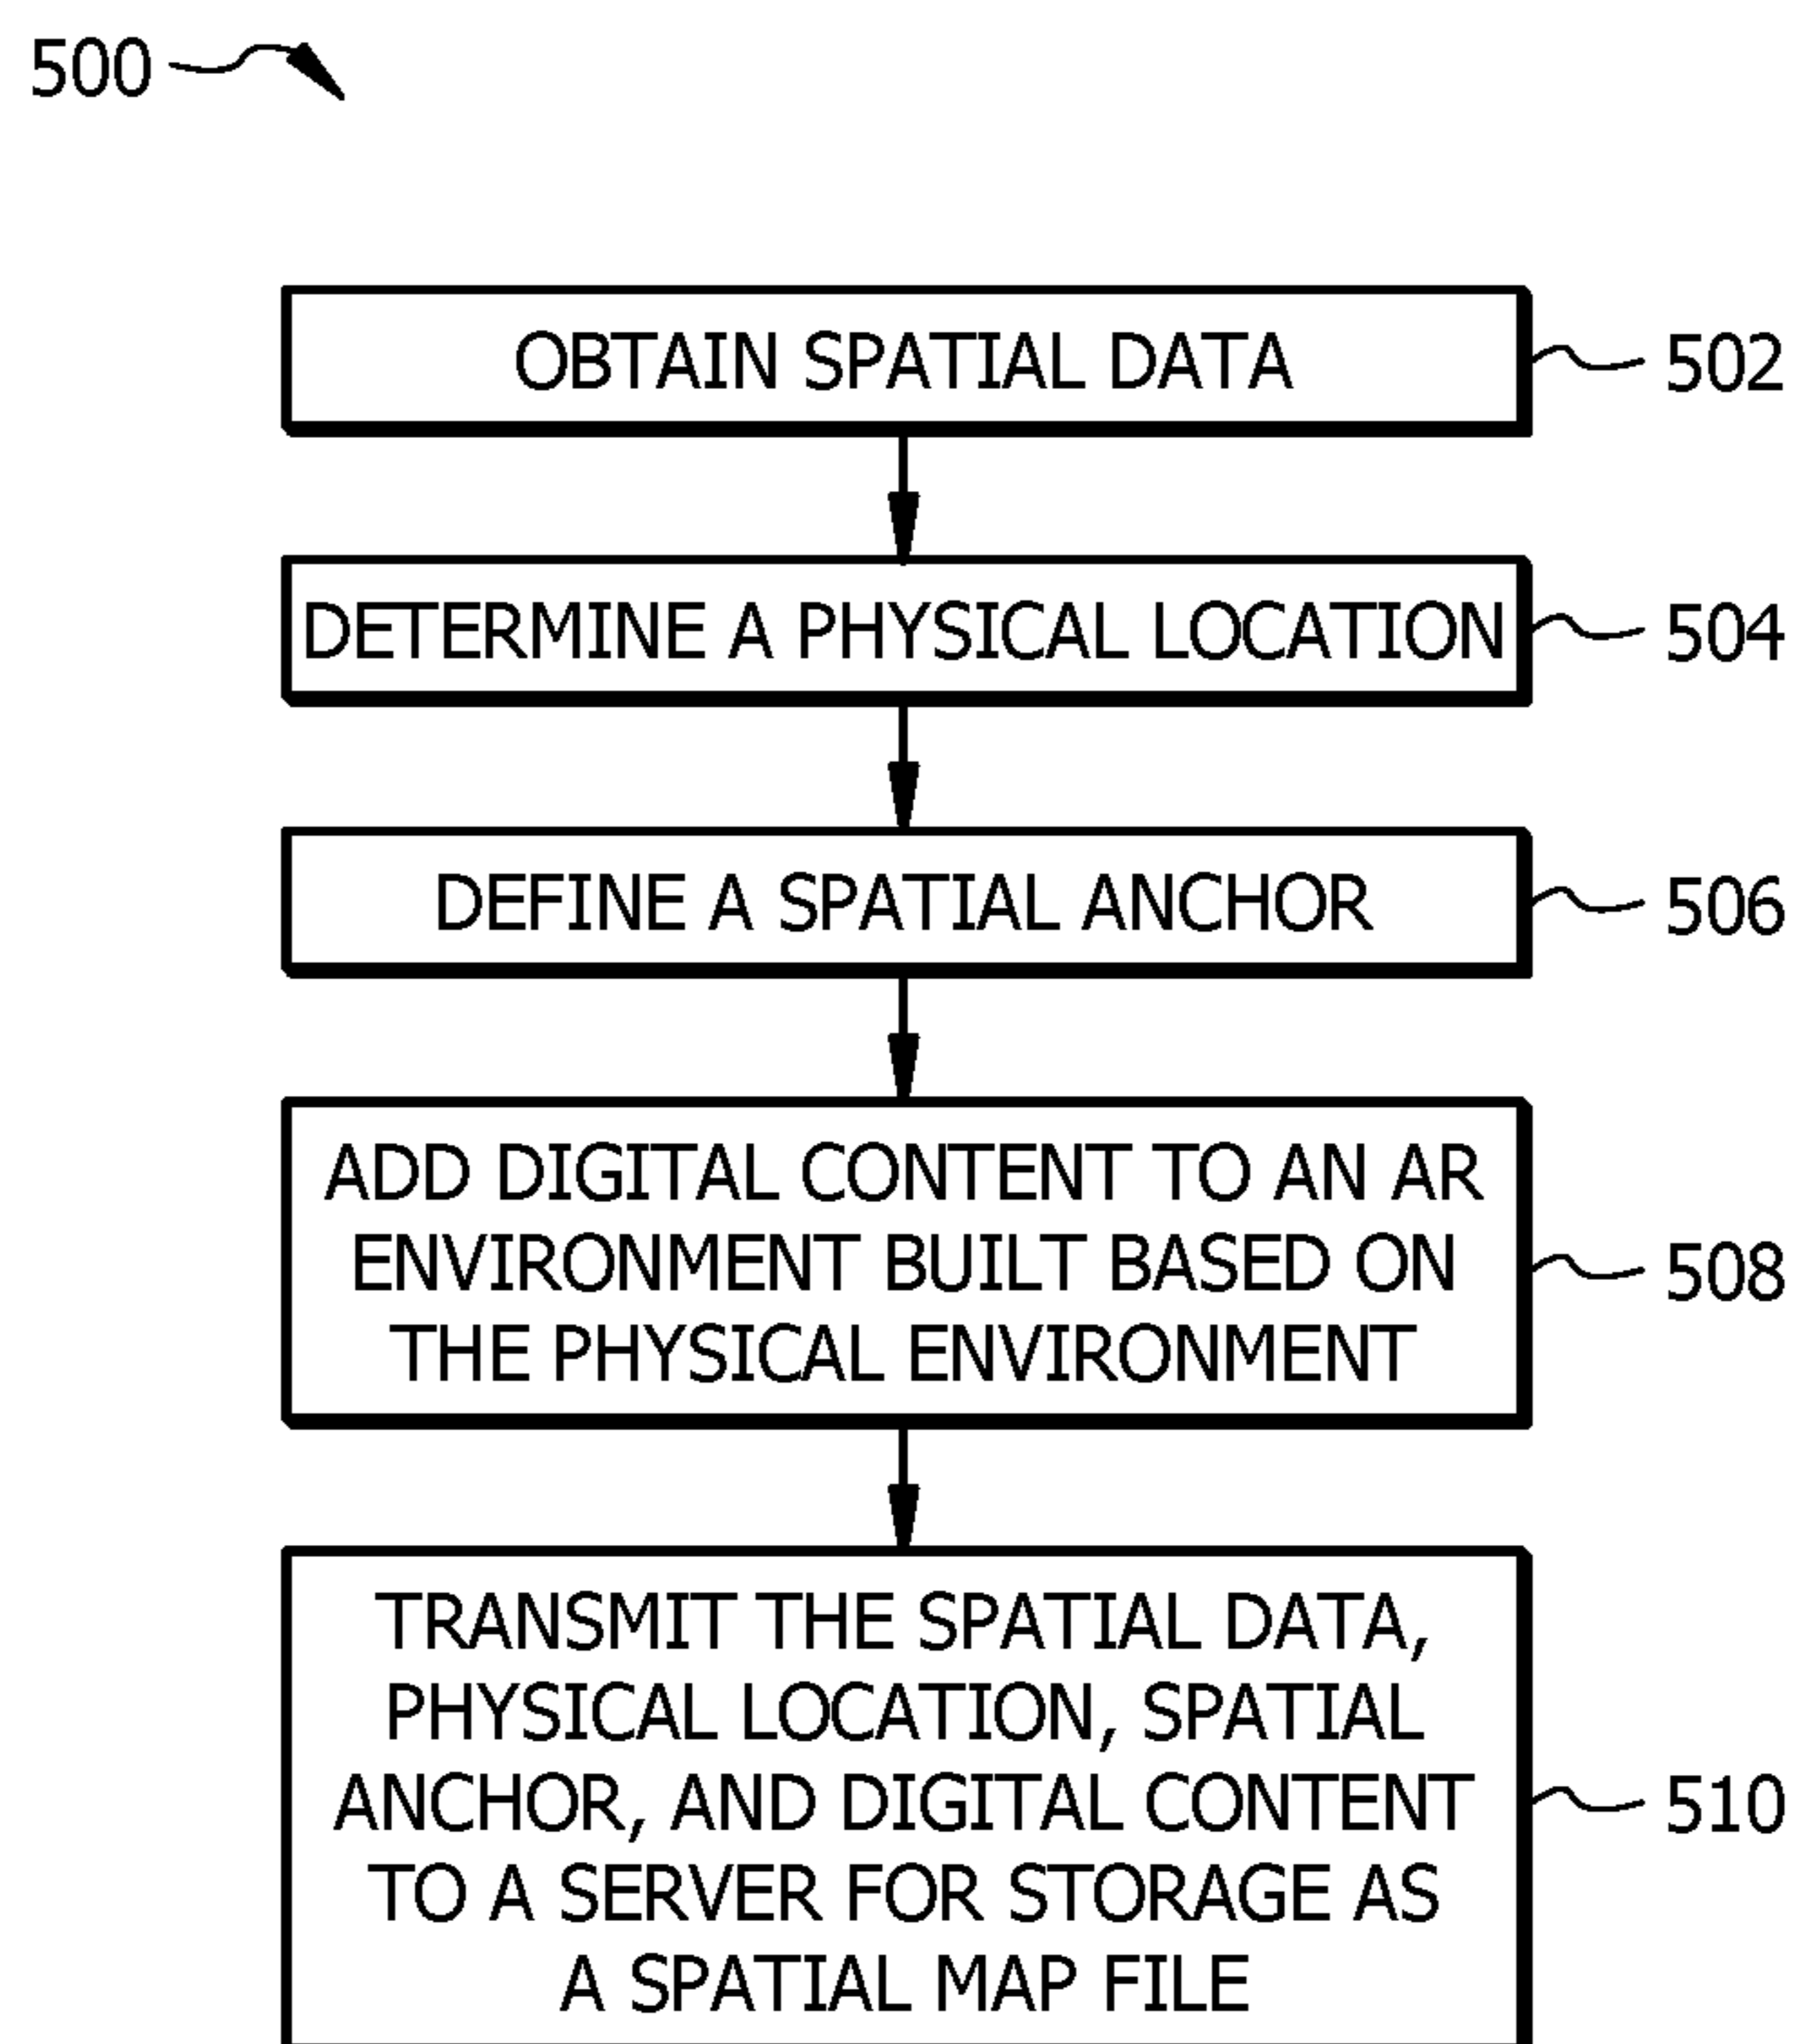 500
OBTAIN SPATIAL DATA
502
DETERMINE A PHYSICAL LOCATION
504
DEFINE A SPATIAL ANCHOR
506
ADD DIGITAL CONTENT TO AN AR
ENVIRONMENT BUILT BASED ON
THE PHYSICAL ENVIRONMENT
508
TRANSMIT THE SPATIAL DATA,
PHYSICAL LOCATION, SPATIAL
ANCHOR, AND DIGITAL CONTENT
TO A SERVER FOR STORAGE AS
A SPATIAL MAP FILE
510